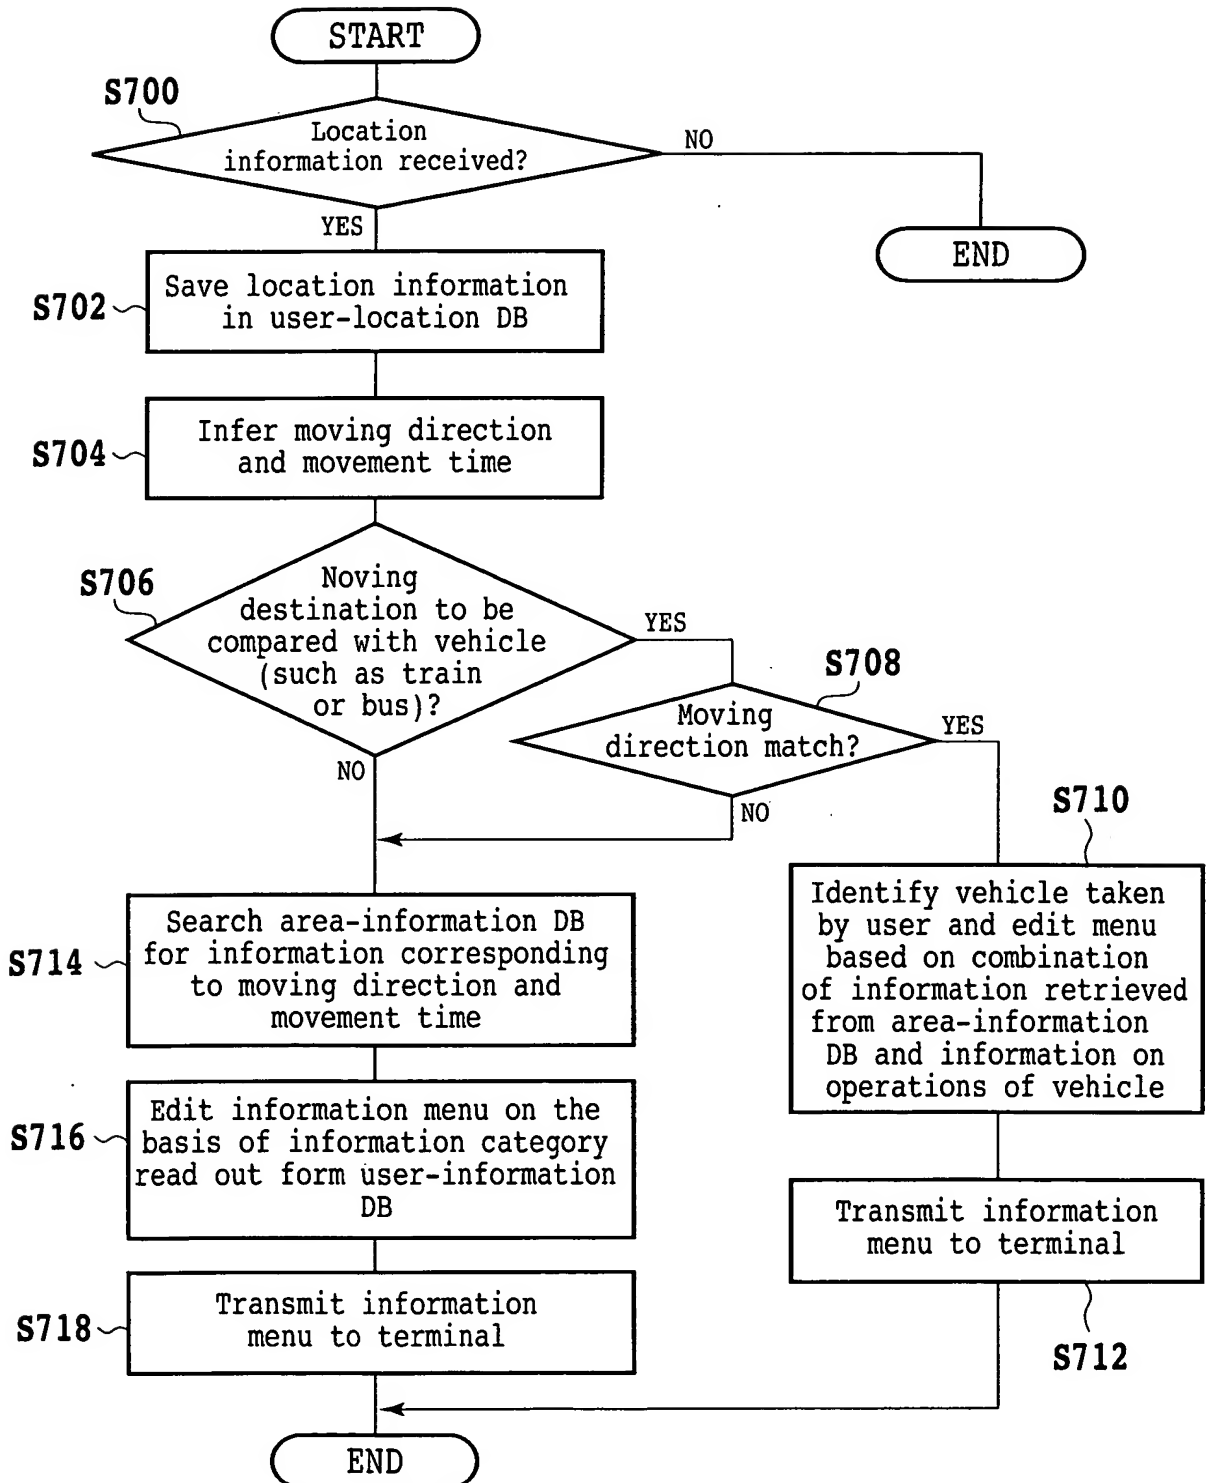 START
S700
Location
information received?
NO
YES
END
S702
Save location information
in user-location DB
S704
Infer moving direction
and movement time
S706
Noving
destination to be
compared with vehicle
(such as train
or bus)?
YES
NO
S708
Moving
direction match?
YES
NO
S710
Identify vehicle taken
by user and edit menu
based on combination
of information retrieved
from area-information
DB and information on
operations of vehicle
S714
Search area-information DB
for information corresponding
to moving direction and
movement time
S716
Edit information menu on the
basis of information category
read out form user-information
DB
Transmit information
menu to terminal
S712
S718
Transmit information
menu to terminal
END